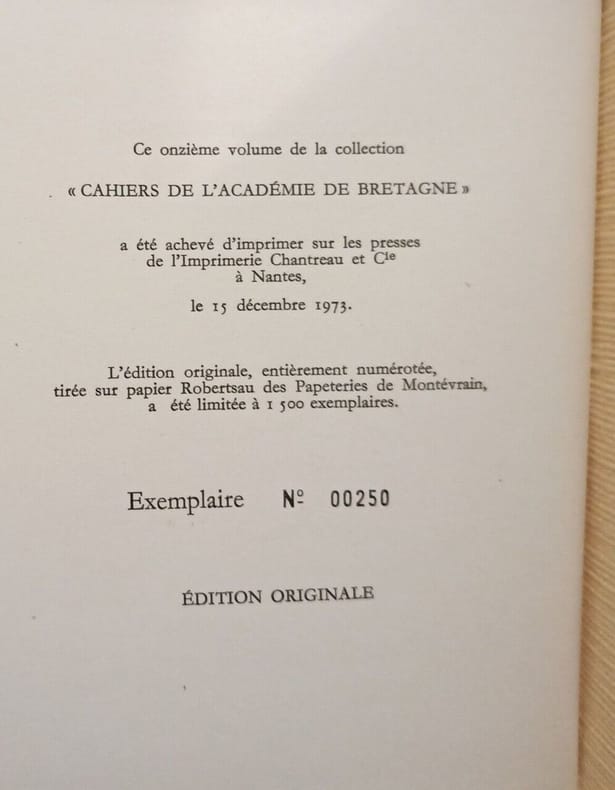 Ce onzième volume de la collection
« CAHIERS DE L'ACADÉMIE DE BRETAGNE »
a été achevé d'imprimer sur les presses
de l'Imprimerie Chantreau et Cie
à Nantes,
le 15 décembre 1973.
L'édition originale, entièrement numérotée,
tirée sur papier Robertsau des Papeteries de Montévrain,
a été limitée à 1 500 exemplaires.
Exemplaire Nº 00250
ÉDITION ORIGINALE